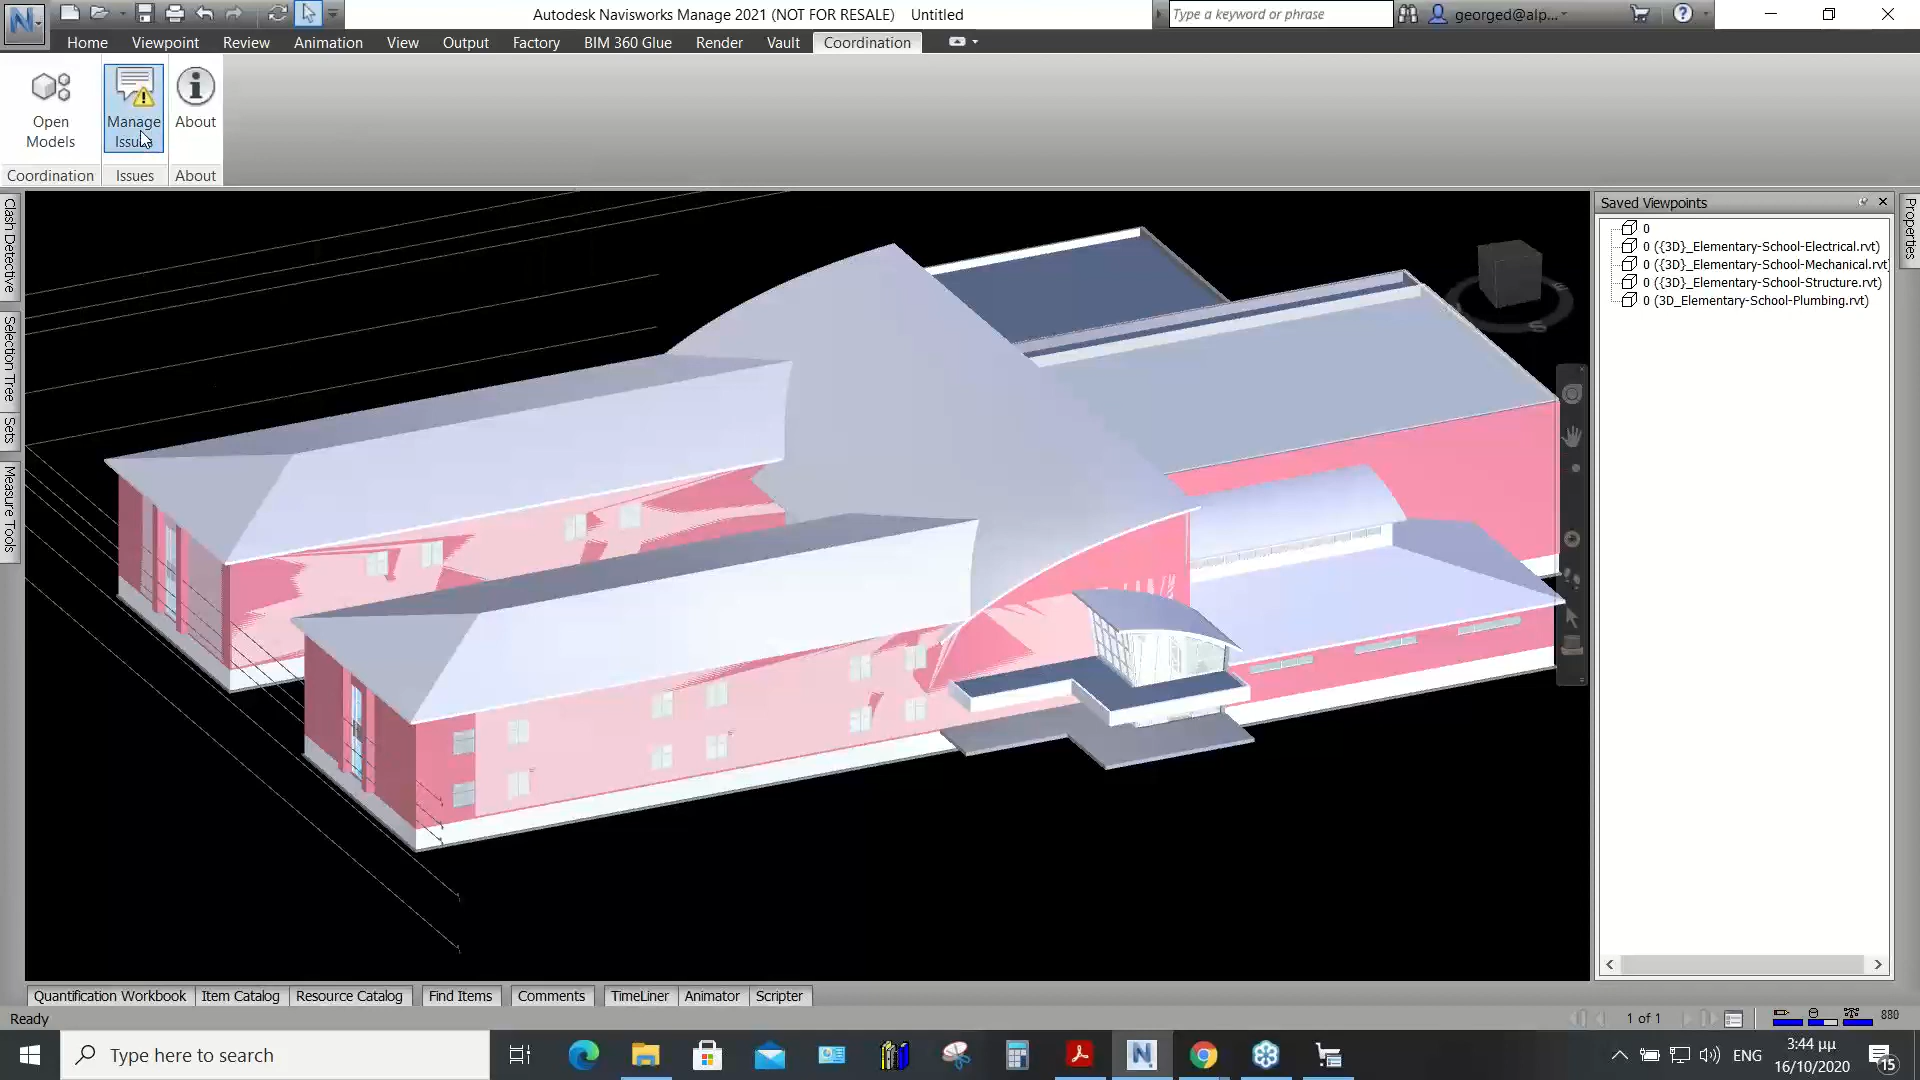 Autodesk Navisworks Manage 2021 (NOT FOR RESALE) Untitled
Type a keyword or phrase
georged@alp...
Home Viewpoint Review Animation View Output Factory BIM 360 Glue Render Vault Coordination
Open Models
Manage Issues
About
Coordination Issues About
Clash Detective
Selection Tree
Sets
Measure Tools
Saved Viewpoints
0
0 ({3D}_Elementary-School-Electrical.rvt)
0 ({3D}_Elementary-School-Mechanical.rvt
0 ({3D}_Elementary-School-Structure.rvt)
0 (3D_Elementary-School-Plumbing.rvt)
Properties
Quantification Workbook Item Catalog Resource Catalog Find Items Comments TimeLiner Animator Scripter
Ready
1 of 1
880
Type here to search
ENG
3:44 μμ
16/10/2020
15